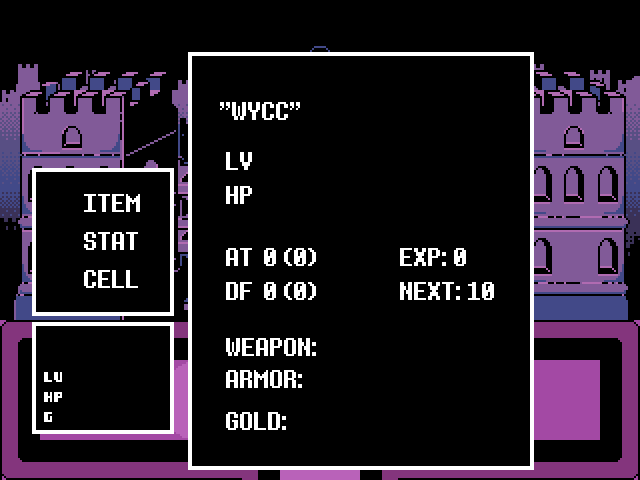 "WYCC"
LV
HP
AT 0(0) EXP:0
DF 0(0) NEXT:10
WEAPON:
ARMOR:
GOLD:
ITEM
STAT
CELL
LV
HP
G